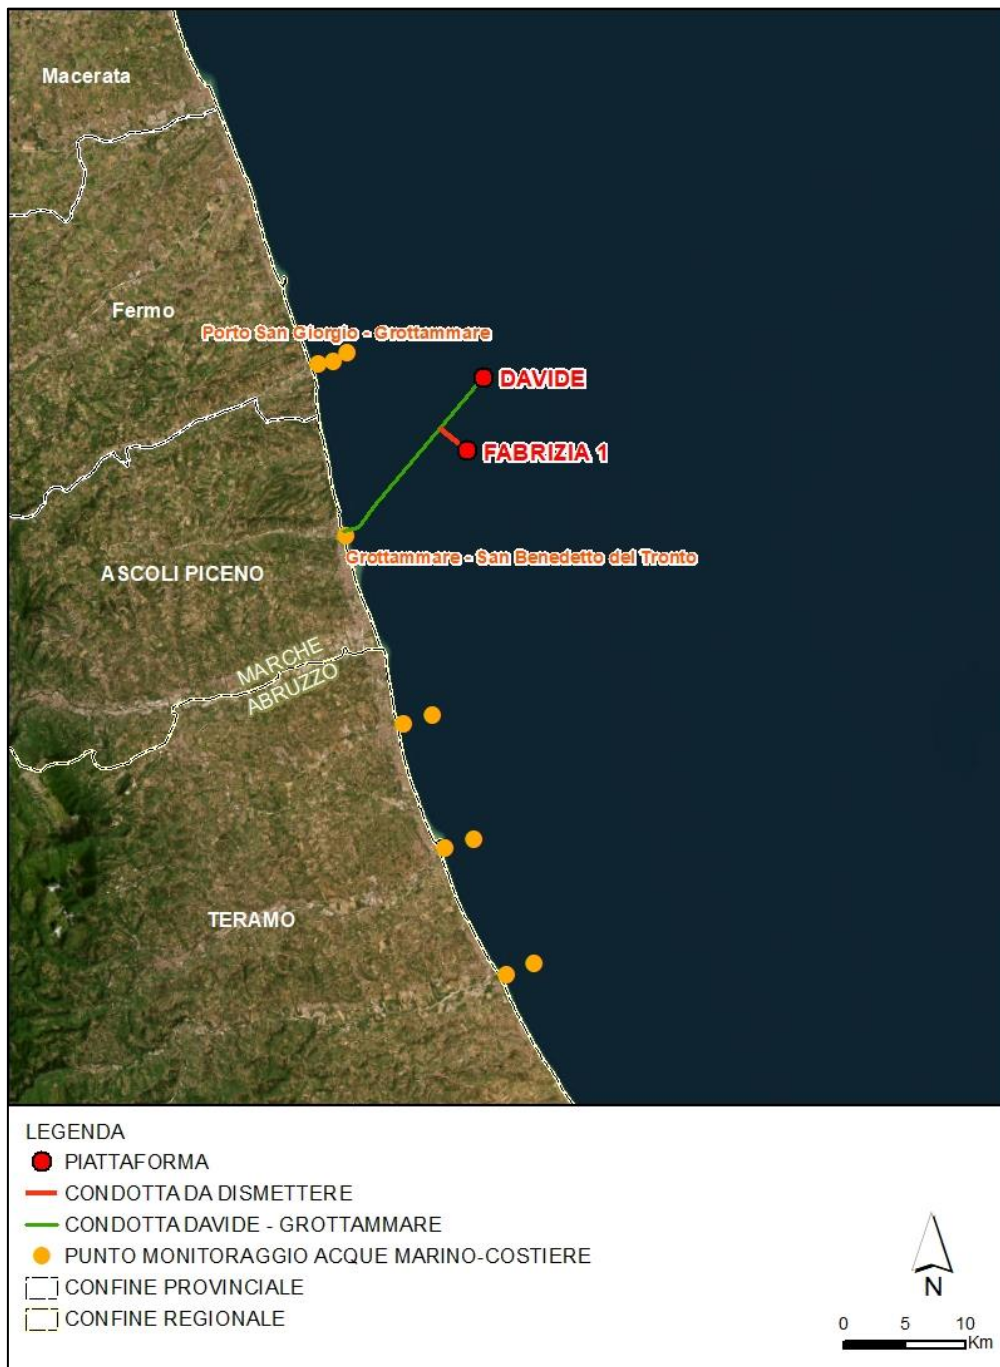 Macerata
Fermo
Porto San Giorgio - Grottammare
DAVIDE
FABRIZIA 1
Grottammare - San Benedetto del Tronto
ASCOLI PICENO
MARCHE
ABRUZZO
TERAMO
LEGENDA
PIATTAFORMA
CONDOTTA DA DISMETTERE
CONDOTTA DAVIDE - GROTTAMMARE
PUNTO MONITORAGGIO ACQUE MARINO-COSTIERE
CONFINE PROVINCIALE
CONFINE REGIONALE
N
0 5 10
Km